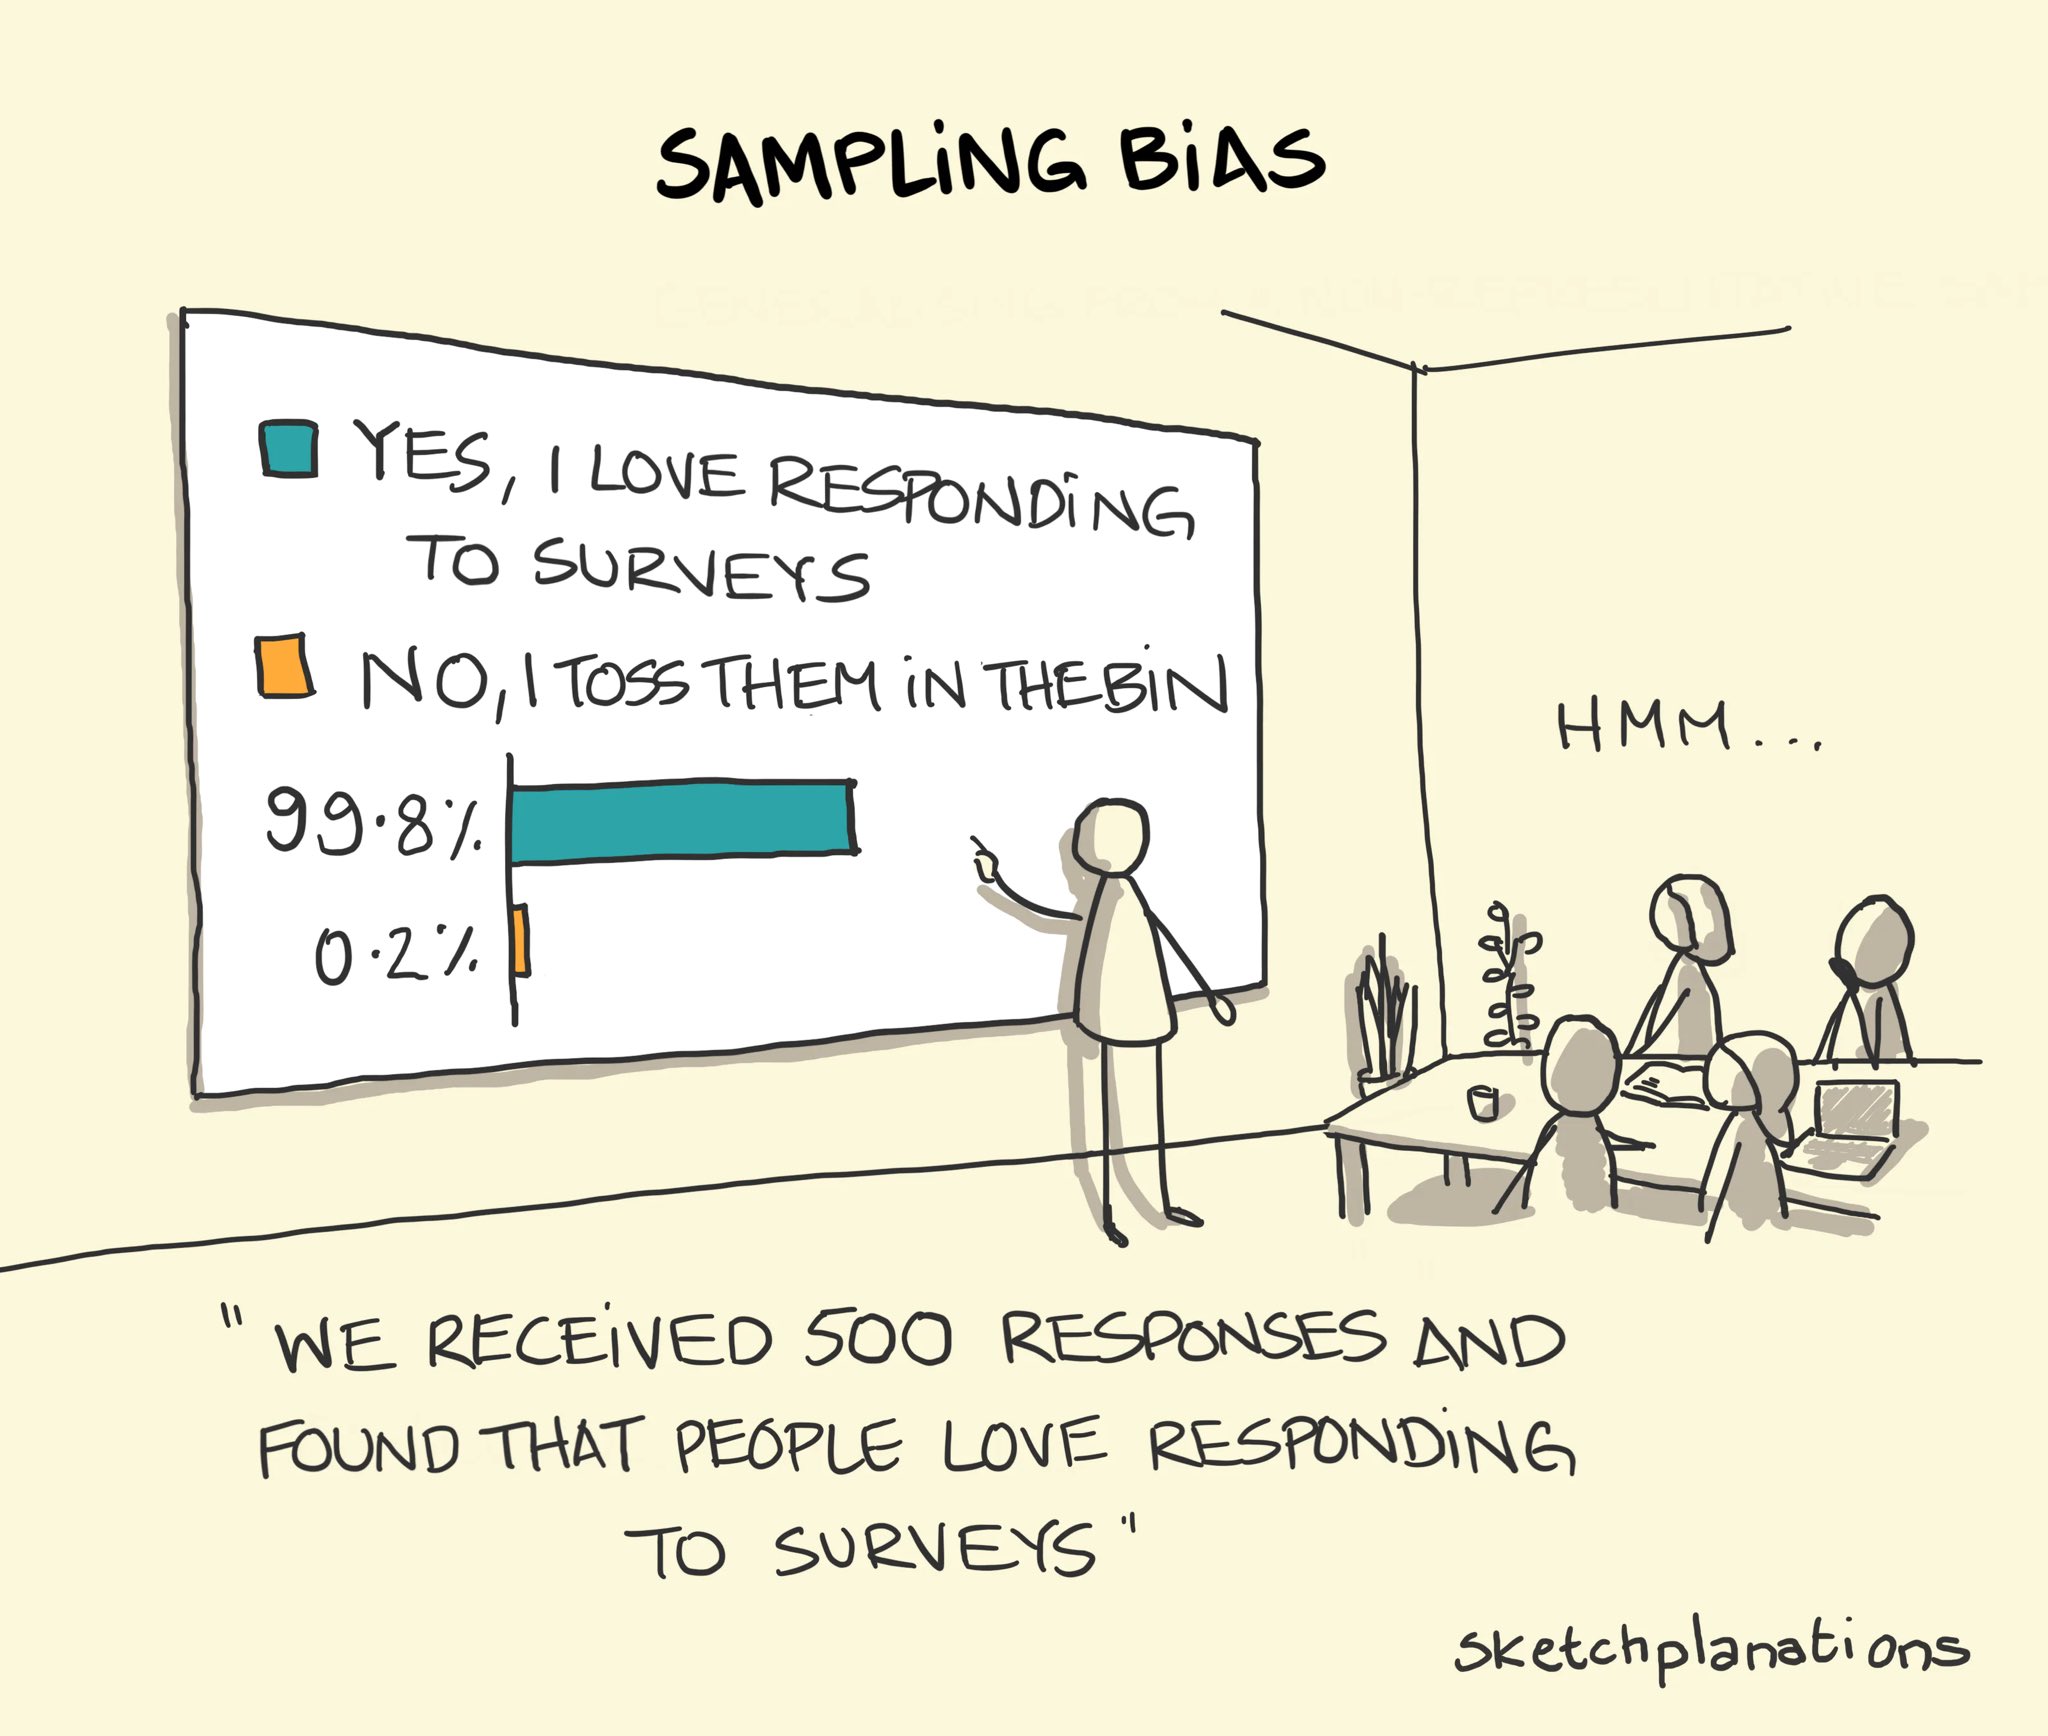 SAMPLING BIAS
YES, I LOVE RESPONDING
TO SURVEYS
NO, I TOSS THEM IN THE BIN
99.8%
0.2%
HMM...
"WE RECEIVED 500 RESPONSES AND
FOUND THAT PEOPLE LOVE RESPONDING
TO SURVEYS"
sketchplanations